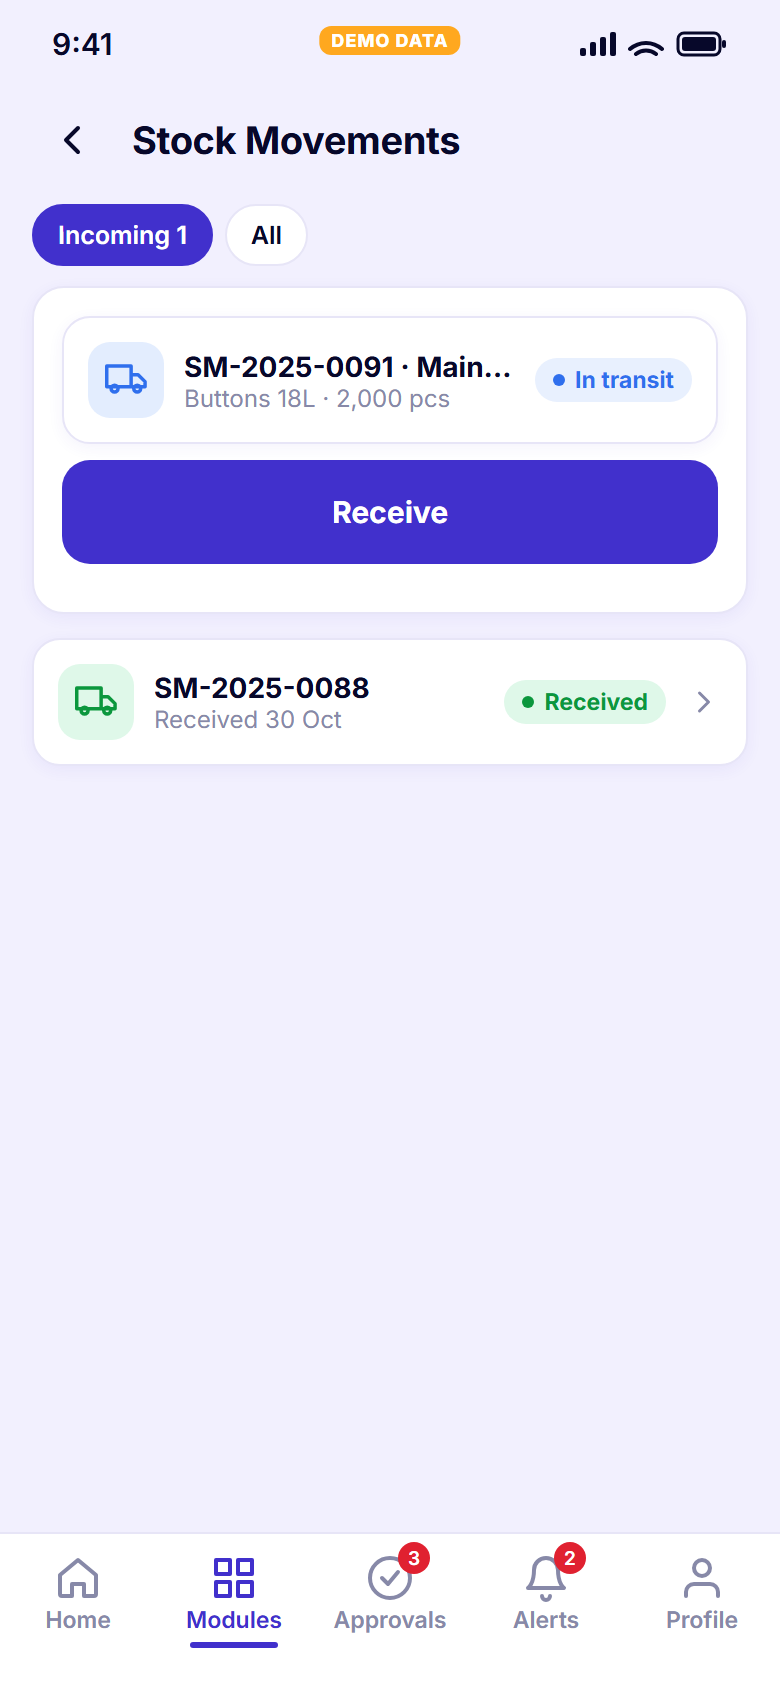 9:41
DEMO DATA
Stock Movements
Incoming 1
All
SM-2025-0091 · Main...
In transit
Buttons 18L · 2,000 pcs
Receive
SM-2025-0088
Received
Received 30 Oct
3
2
Home
Modules
Approvals
Alerts
Profile